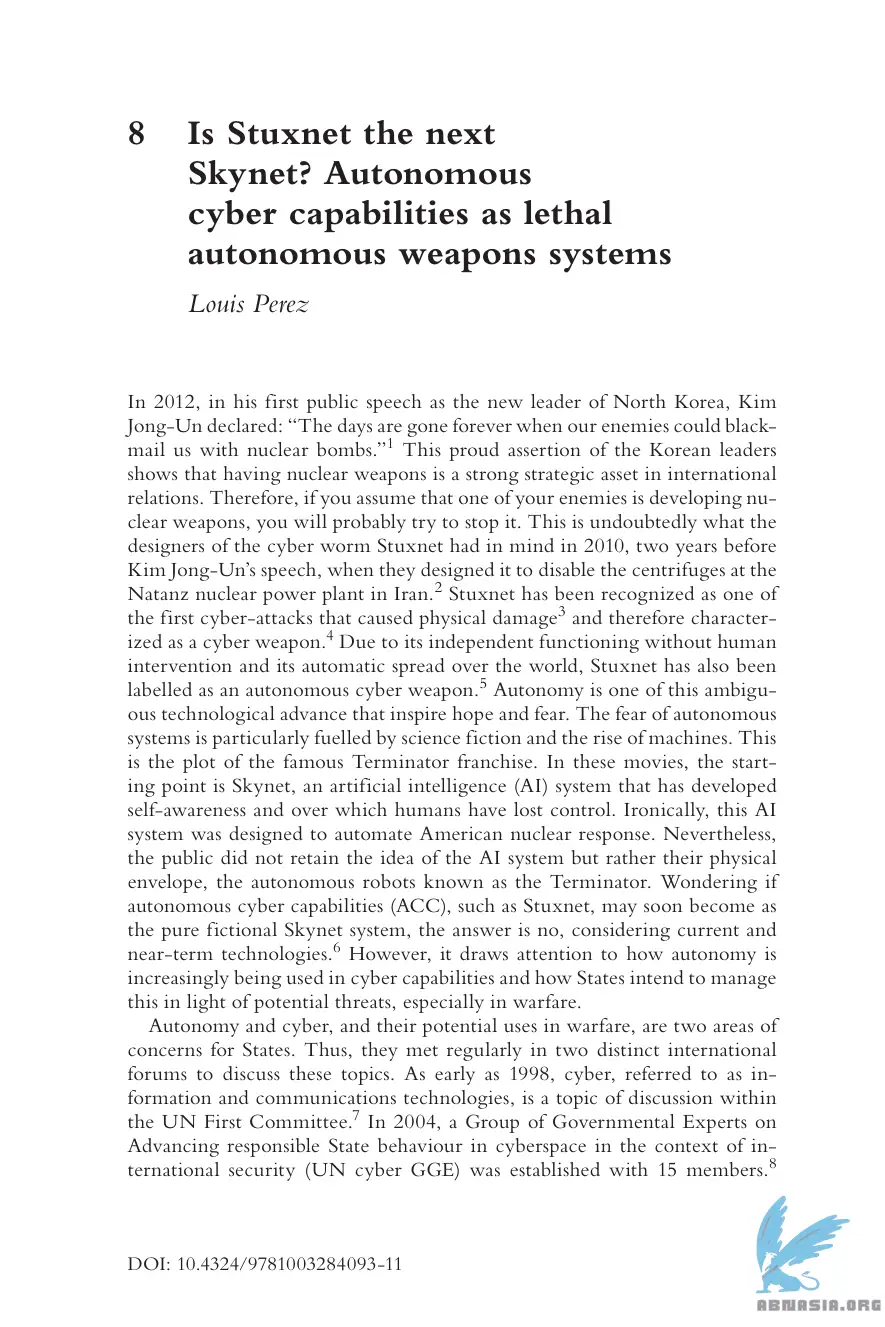 8 Is Stuxnet the next
Skynet? Autonomous
cyber capabilities as lethal
autonomous weapons systems
Louis Perez
In 2012, in his first public speech as the new leader of North Korea, Kim
Jong-Un declared: “The days are gone forever when our enemies could black-
mail us with nuclear bombs.”1 This proud assertion of the Korean leaders
shows that having nuclear weapons is a strong strategic asset in international
relations. Therefore, if you assume that one of your enemies is developing nu-
clear weapons, you will probably try to stop it. This is undoubtedly what the
designers of the cyber worm Stuxnet had in mind in 2010, two years before
Kim Jong-Un’s speech, when they designed it to disable the centrifuges at the
Natanz nuclear power plant in Iran.2 Stuxnet has been recognized as one of
the first cyber-attacks that caused physical damage3 and therefore character-
ized as a cyber weapon.4 Due to its independent functioning without human
intervention and its automatic spread over the world, Stuxnet has also been
labelled as an autonomous cyber weapon.5 Autonomy is one of this ambigu-
ous technological advance that inspire hope and fear. The fear of autonomous
systems is particularly fuelled by science fiction and the rise of machines. This
is the plot of the famous Terminator franchise. In these movies, the start-
ing point is Skynet, an artificial intelligence (AI) system that has developed
self-awareness and over which humans have lost control. Ironically, this AI
system was designed to automate American nuclear response. Nevertheless,
the public did not retain the idea of the AI system but rather their physical
envelope, the autonomous robots known as the Terminator. Wondering if
autonomous cyber capabilities (ACC), such as Stuxnet, may soon become as
the pure fictional Skynet system, the answer is no, considering current and
near-term technologies.6 However, it draws attention to how autonomy is
increasingly being used in cyber capabilities and how States intend to manage
this in light of potential threats, especially in warfare.
Autonomy and cyber, and their potential uses in warfare, are two areas of
concerns for States. Thus, they met regularly in two distinct international
forums to discuss these topics. As early as 1998, cyber, referred to as in-
formation and communications technologies, is a topic of discussion within
the UN First Committee.7 In 2004, a Group of Governmental Experts on
Advancing responsible State behaviour in cyberspace in the context of in-
ternational security (UN cyber GGE) was established with 15 members.8
DOI: 10.4324/9781003284093-11
ABNASIA.ORG